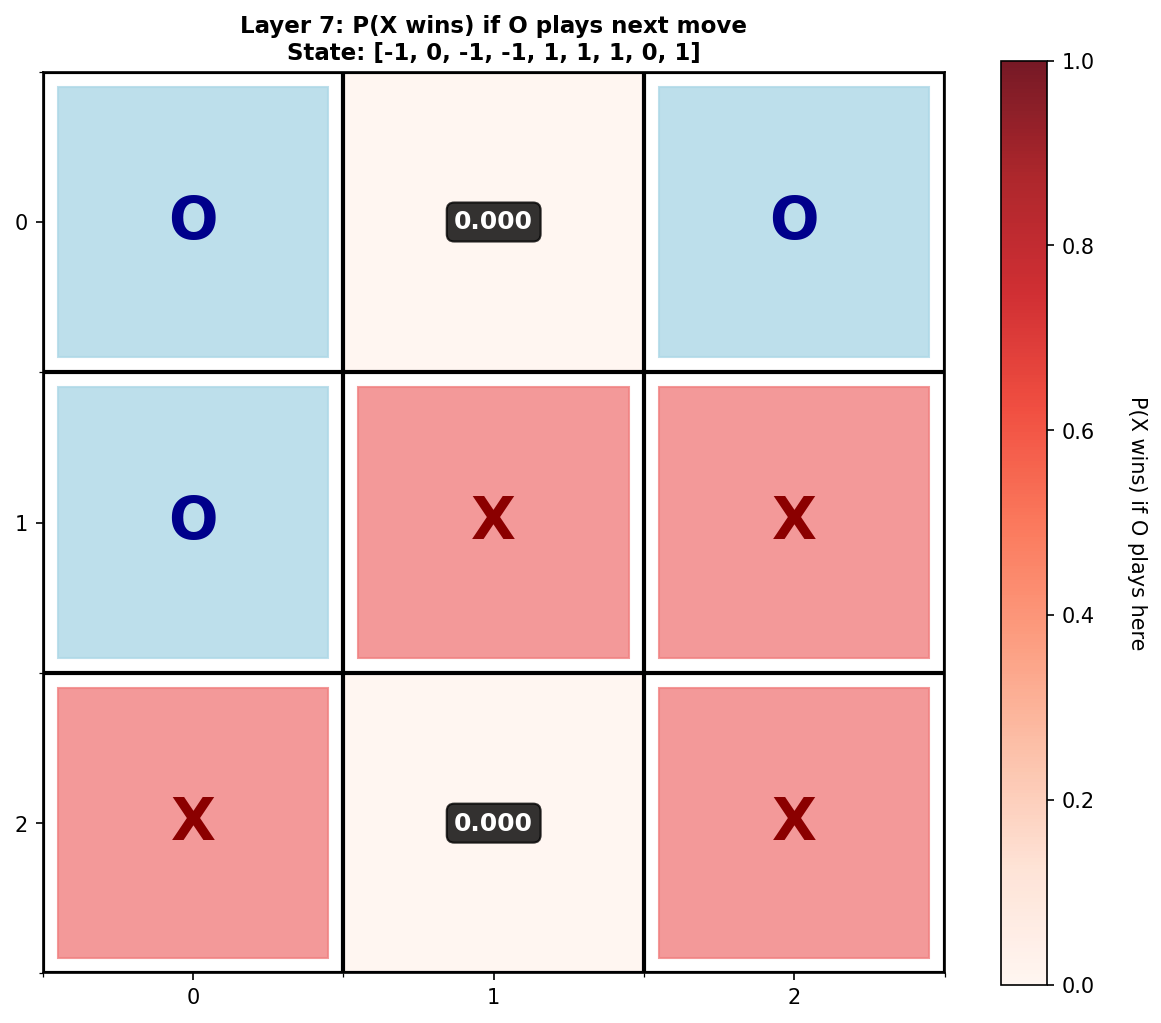 Layer 7: P(X wins) if O plays next move
State: [-1, 0, -1, -1, 1, 1, 1, 0, 1]
O
0.000
O
O
X
X
X
0.000
X
0
1
2
0
1
2
1.0
0.8
0.6
0.4
0.2
0.0
P(X wins) if O plays here